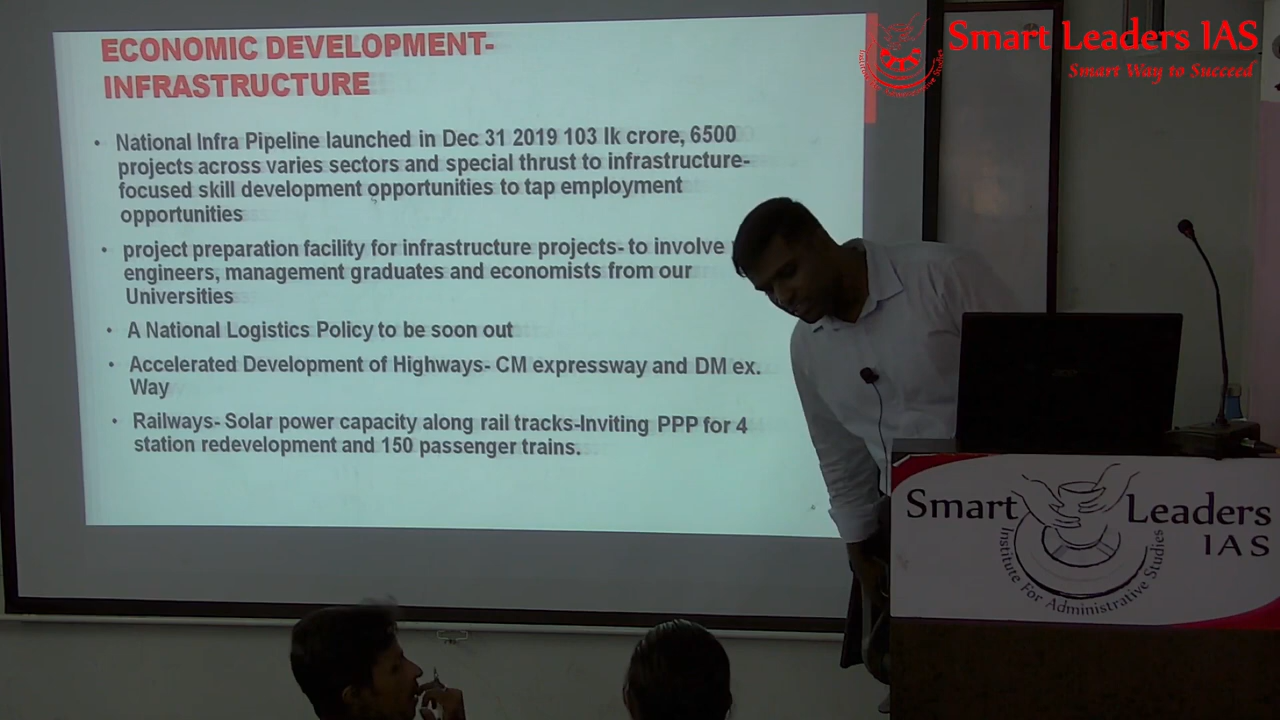 ECONOMIC DEVELOPMENT-
INFRASTRUCTURE
• National Infra Pipeline launched in Dec 31 2019 103 lk crore, 6500
projects across varies sectors and special thrust to infrastructure-
focused skill development opportunities to tap employment
opportunities
• project preparation facility for infrastructure projects- to involve
engineers, management graduates and economists from our
Universities
• A National Logistics Policy to be soon out
• Accelerated Development of Highways- CM expressway and DM ex.
Way
• Railways- Solar power capacity along rail tracks-Inviting PPP for 4
station redevelopment and 150 passenger trains.
Smart Leaders IAS
Smart Way to Succeed
Institute For Administrative Studies
Smart Leaders
IAS
Institute For Administrative Studies